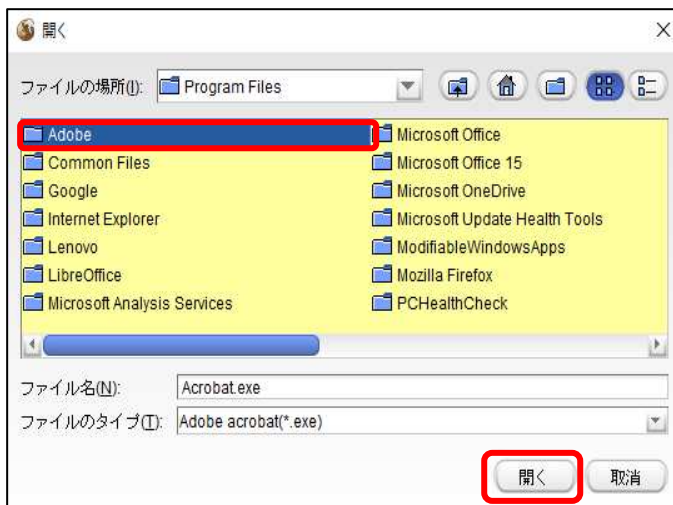 開く
ファイルの場所(I): Program Files
Adobe
Common Files
Google
Internet Explorer
Lenovo
LibreOffice
Microsoft Analysis Services
Microsoft Office
Microsoft Office 15
Microsoft OneDrive
Microsoft Update Health Tools
ModifiableWindowsApps
Mozilla Firefox
PCHealthCheck
ファイル名(N): Acrobat.exe
ファイルのタイプ(T): Adobe acrobat(*.exe)
開く 取消